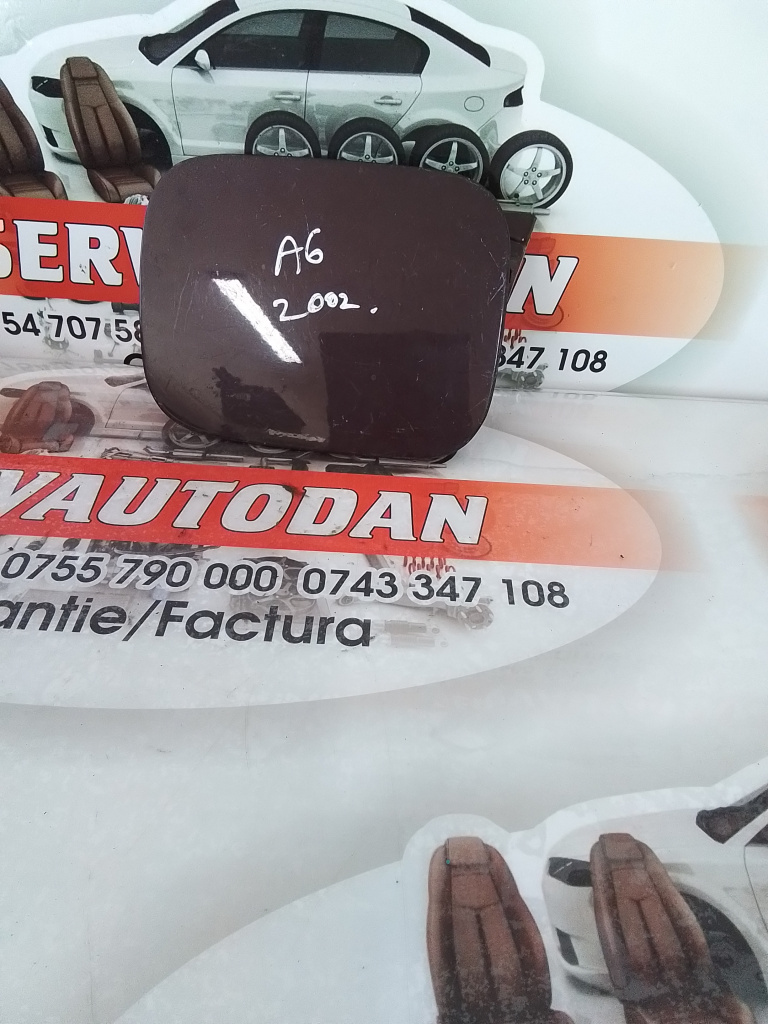 A6
2002.
SERV
N
54 707 58
347 108
VAUTODAN
0755 790 000 0743 347 108
antie/Factura